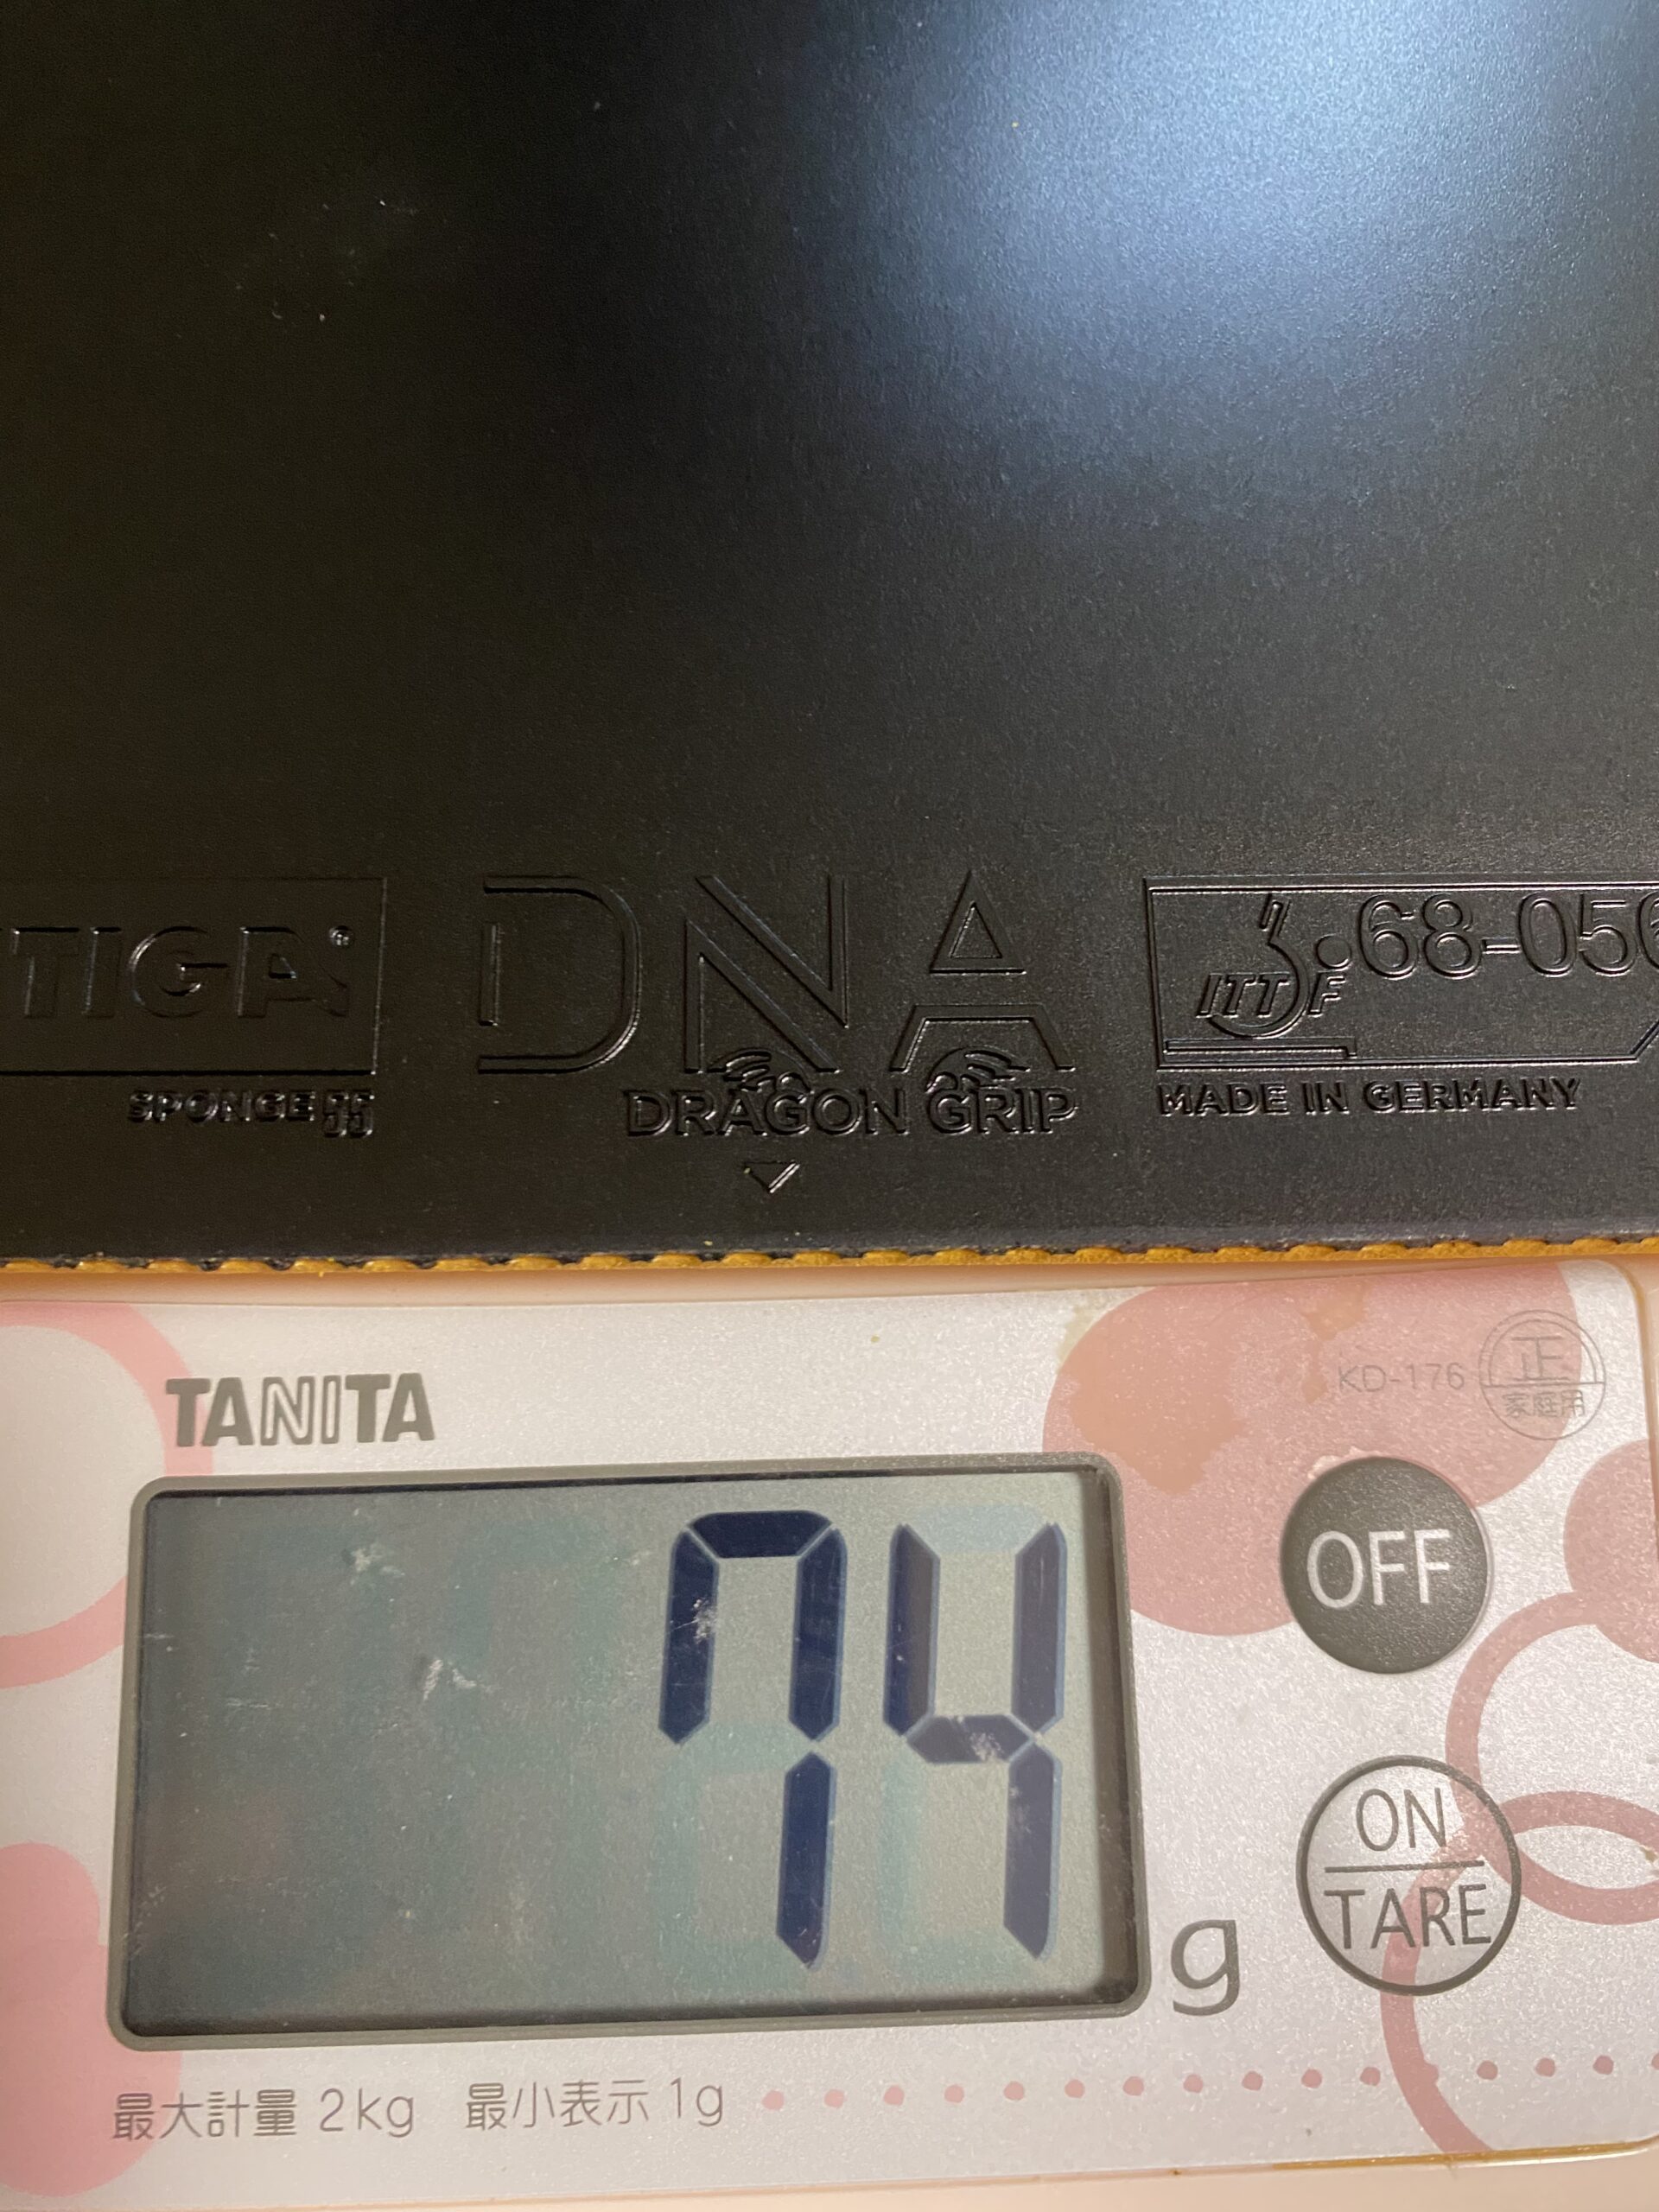 TIGA®
DNA
ITTF 68-056
SPONGE 55
DRAGON GRIP
MADE IN GERMANY
TANITA
KD-176
正
家庭用
74 g
OFF
ON
TARE
最大計量 2kg 最小表示 1g